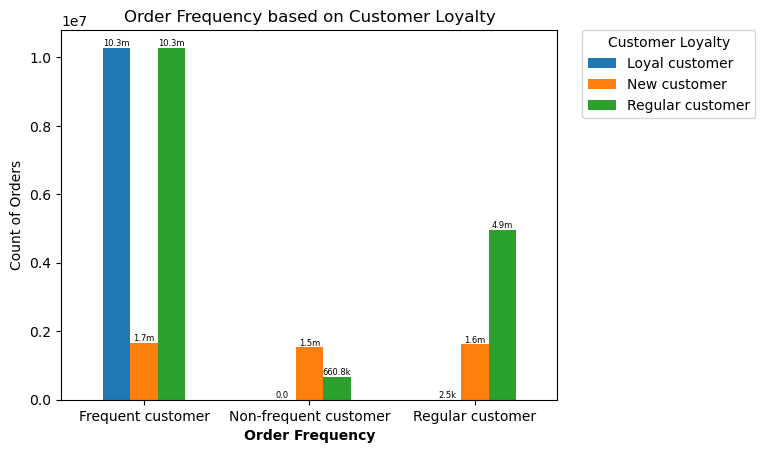 Order Frequency based on Customer Loyalty
1e7
Customer Loyalty
Loyal customer
New customer
Regular customer
Count of Orders
1.0
0.8
0.6
0.4
0.2
0.0
10.3m
1.7m
10.3m
0.0
1.5m
660.8k
2.5k
1.6m
4.9m
Frequent customer
Non-frequent customer
Regular customer
Order Frequency